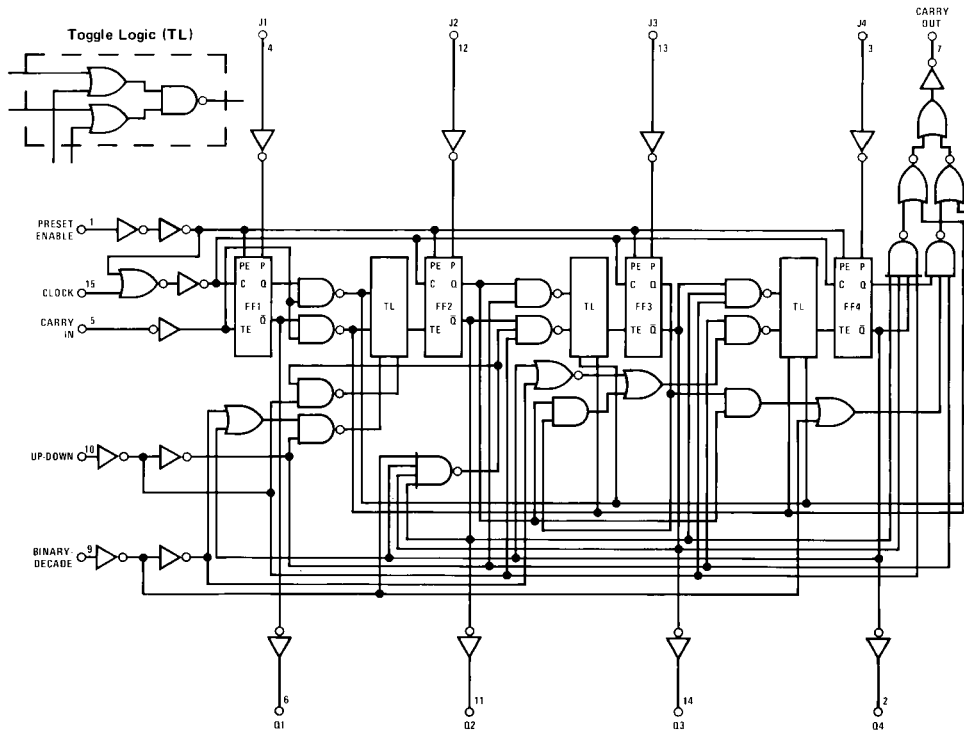 Toggle Logic (TL)
J1
4
J2
12
J3
13
J4
3
CARRY
OUT
7
PRESET
ENABLE
1
CLOCK
15
CARRY
IN
5
UP-DOWN
10
BINARY-
DECADE
9
PE P
C Q
FF1
TE Q̅
TL
PE P
C Q
FF2
TE Q̅
TL
PE P
C Q
FF3
TE Q̅
TL
PE P
C Q
FF4
TE Q̅
6
Q1
11
Q2
14
Q3
2
Q4